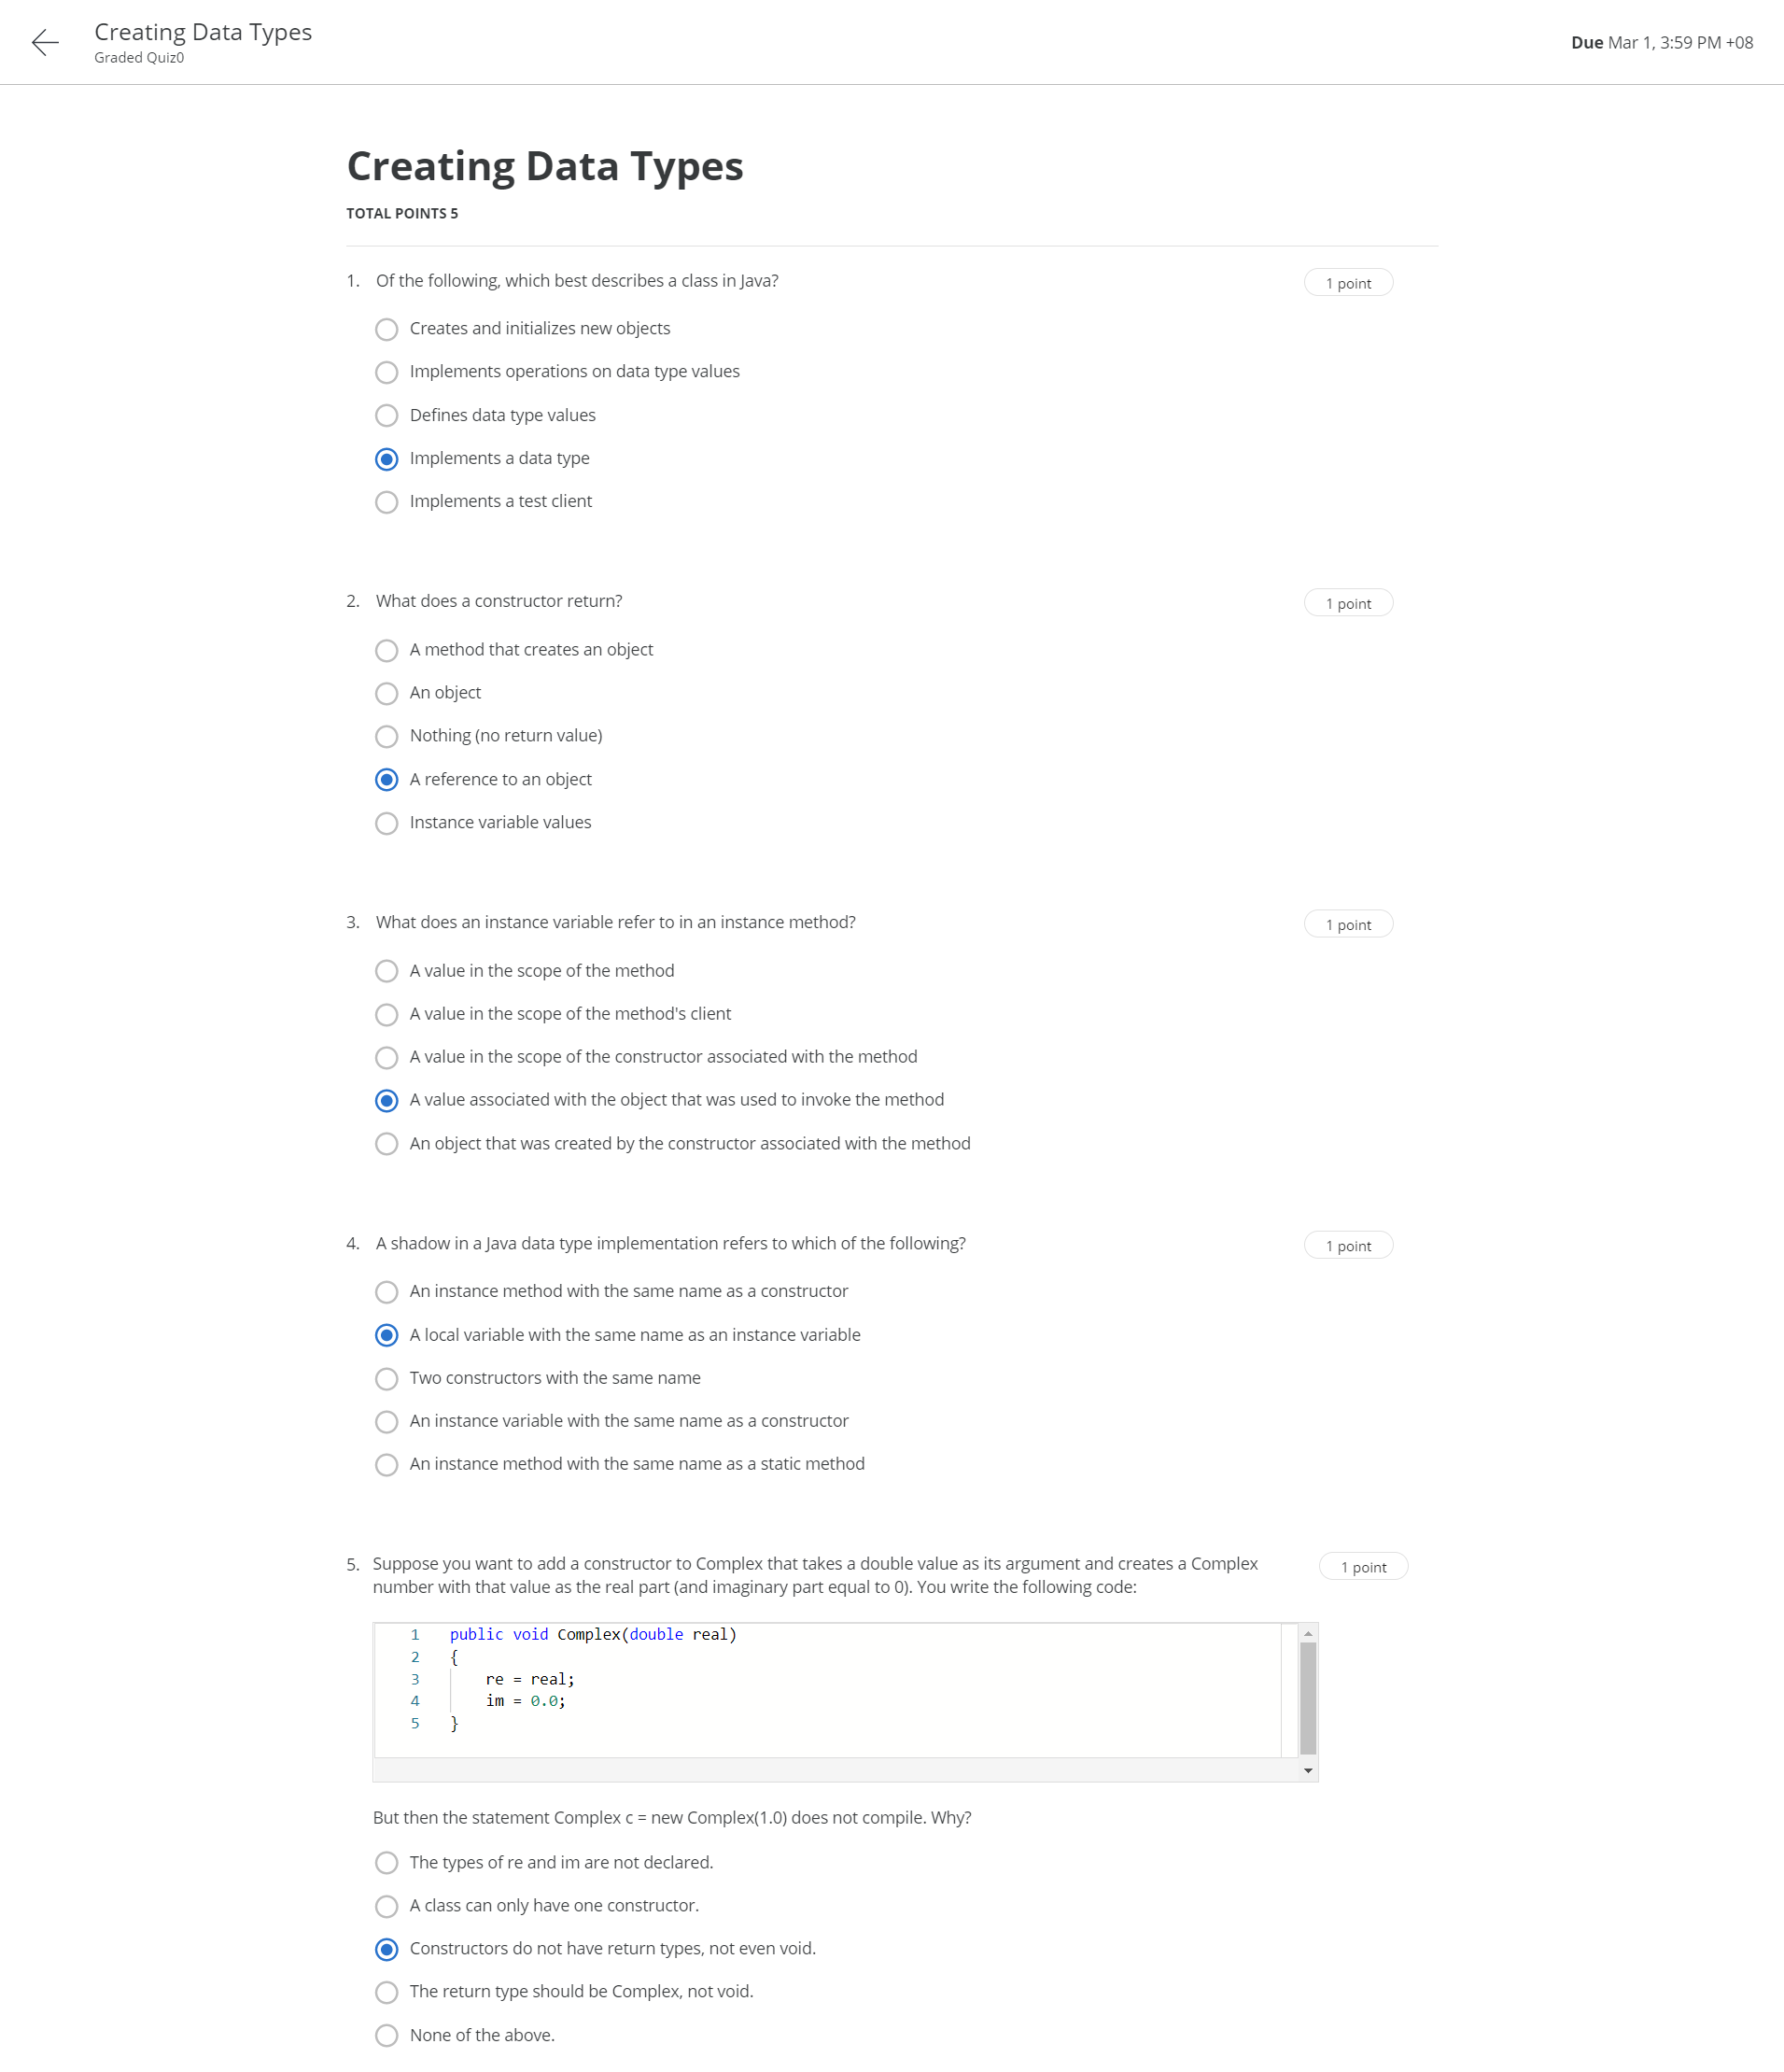 Creating Data Types
Graded Quiz0
Due Mar 1, 3:59 PM +08
Creating Data Types
TOTAL POINTS 5
1. Of the following, which best describes a class in Java?
1 point
Creates and initializes new objects
Implements operations on data type values
Defines data type values
Implements a data type
Implements a test client
2. What does a constructor return?
1 point
A method that creates an object
An object
Nothing (no return value)
A reference to an object
Instance variable values
3. What does an instance variable refer to in an instance method?
1 point
A value in the scope of the method
A value in the scope of the method's client
A value in the scope of the constructor associated with the method
A value associated with the object that was used to invoke the method
An object that was created by the constructor associated with the method
4. A shadow in a Java data type implementation refers to which of the following?
1 point
An instance method with the same name as a constructor
A local variable with the same name as an instance variable
Two constructors with the same name
An instance variable with the same name as a constructor
An instance method with the same name as a static method
5. Suppose you want to add a constructor to Complex that takes a double value as its argument and creates a Complex
number with that value as the real part (and imaginary part equal to 0). You write the following code:
1 point
1 public void Complex(double real)
2 {
3 re = real;
4 im = 0.0;
5 }
But then the statement Complex c = new Complex(1.0) does not compile. Why?
The types of re and im are not declared.
A class can only have one constructor.
Constructors do not have return types, not even void.
The return type should be Complex, not void.
None of the above.